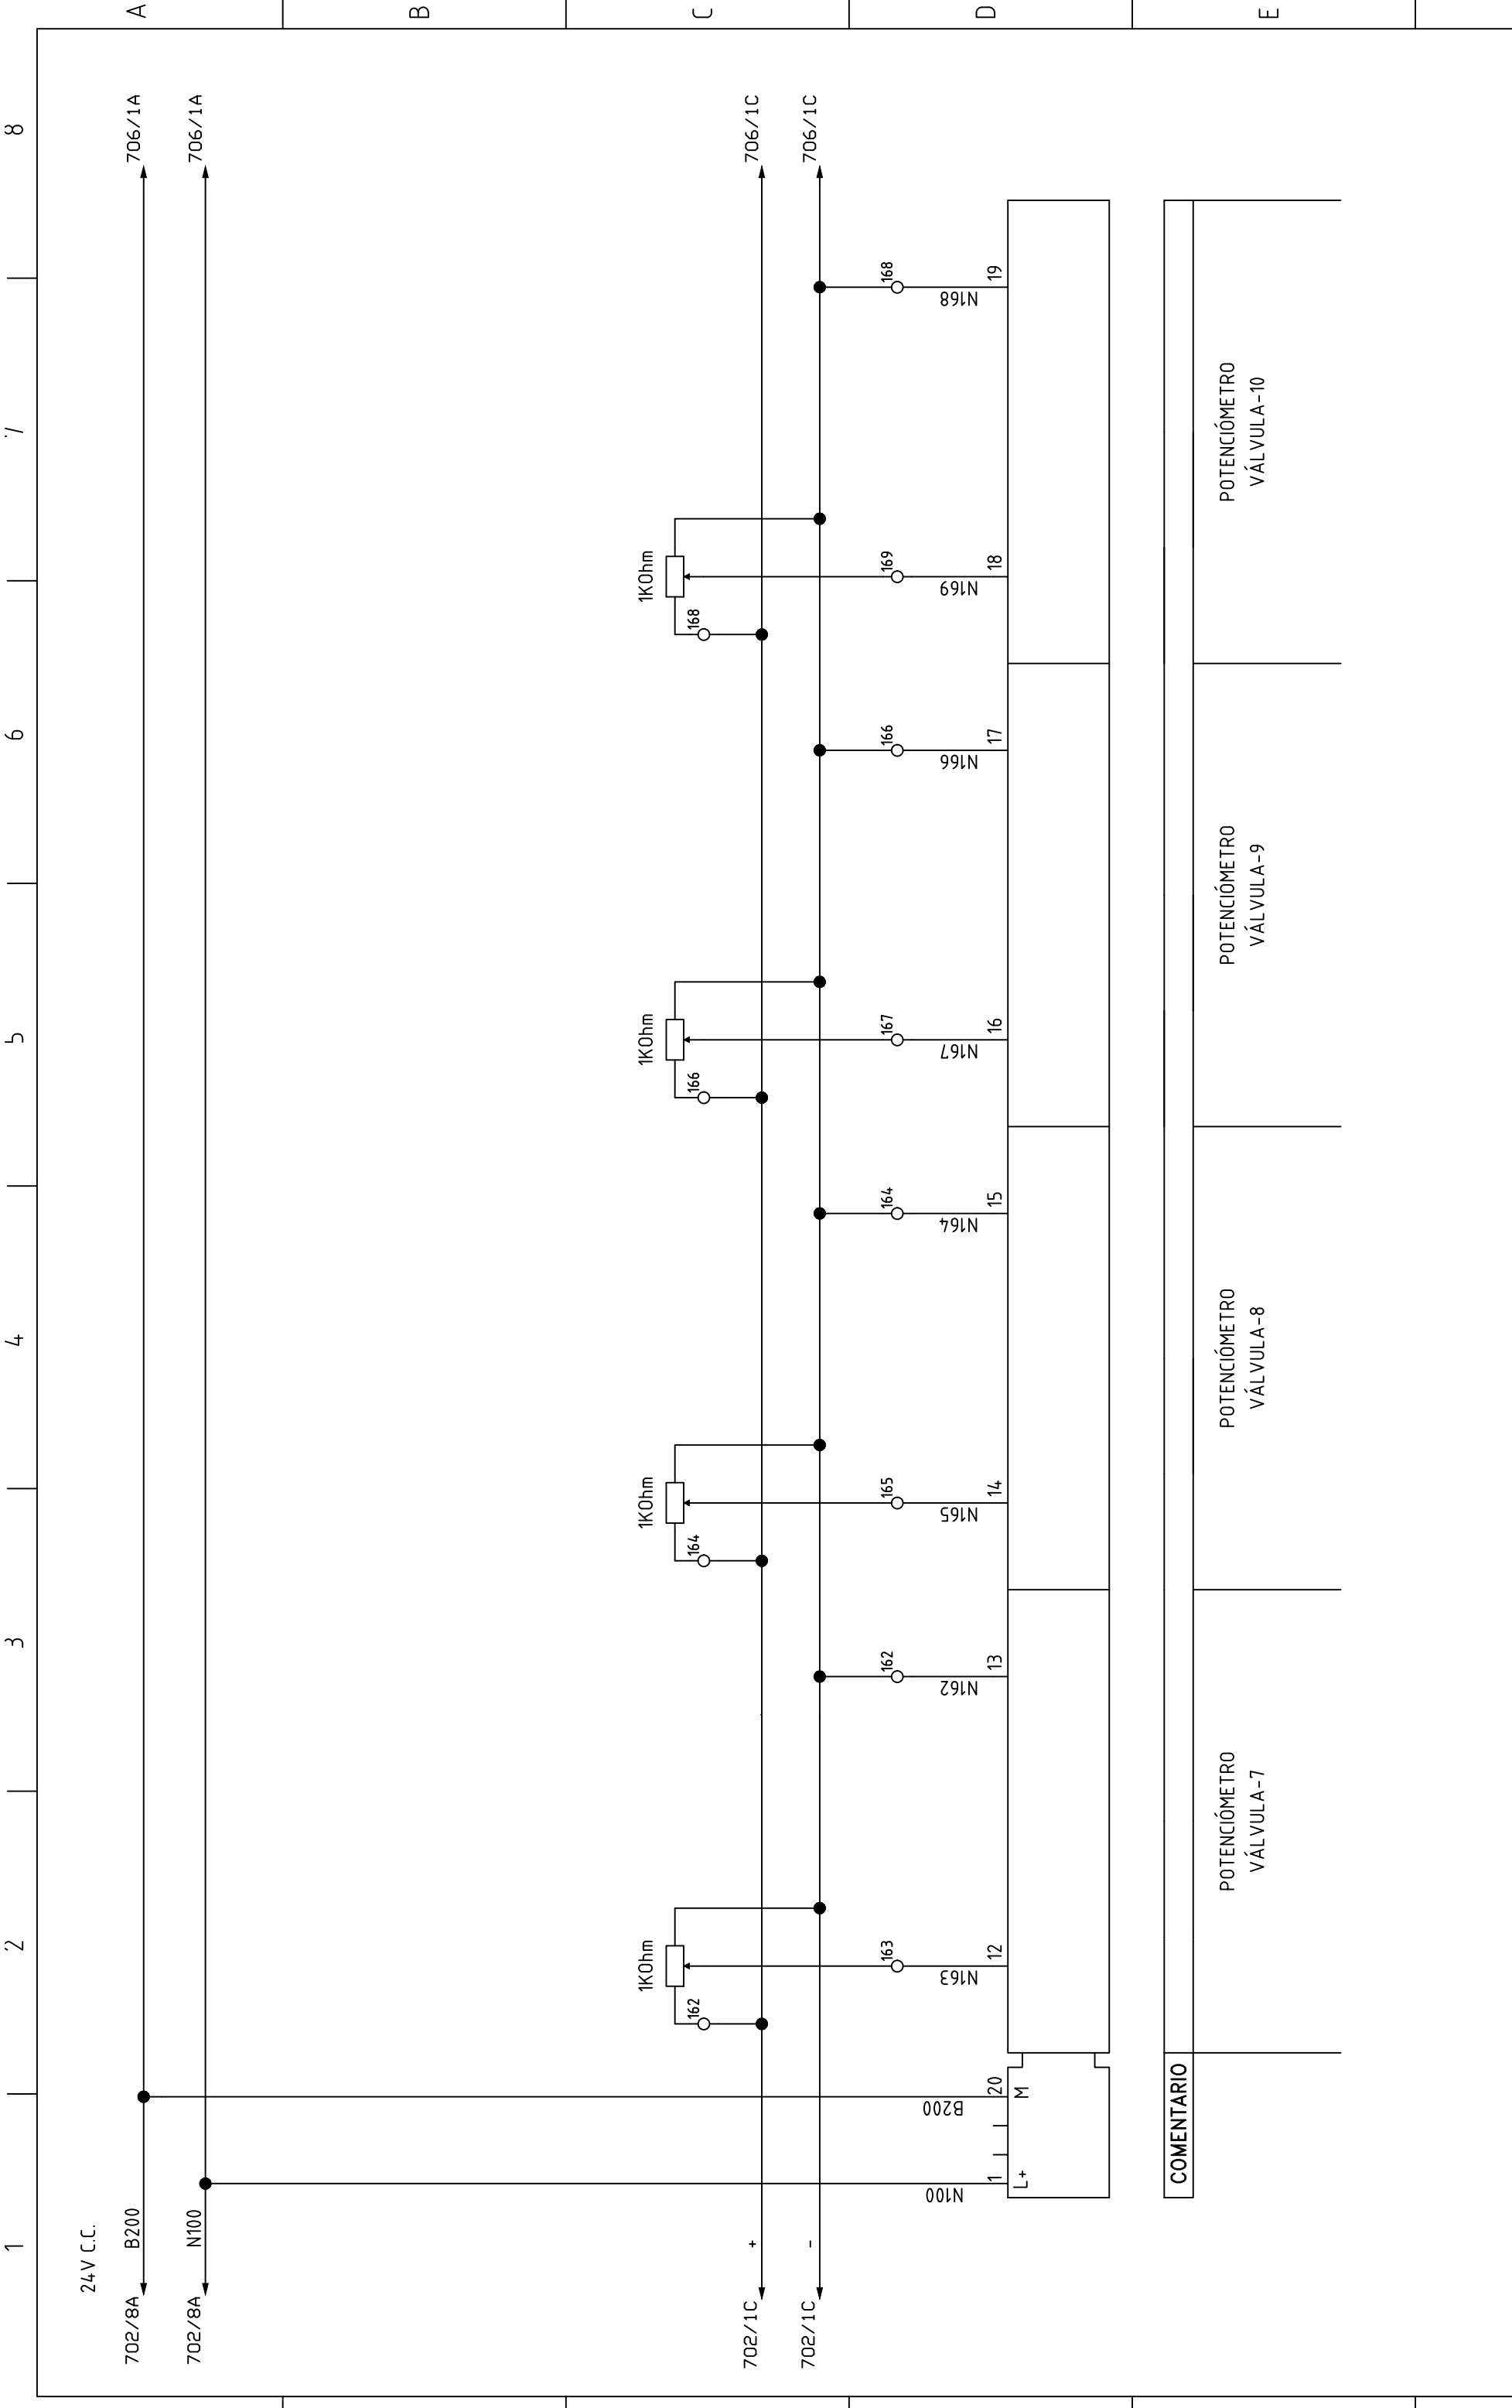 1
2
3
4
5
6
7
8
A
B
C
D
E
24V C.C.
702/8A
B200
706/1A
702/8A
N100
706/1A
1KOhm
1KOhm
1KOhm
1KOhm
162
164
166
168
702/1C
+
706/1C
702/1C
-
706/1C
163
162
165
164
167
166
169
168
N100
B200
N163
N162
N165
N164
N167
N166
N169
N168
1
20
12
13
14
15
16
17
18
19
L+
M
COMENTARIO
POTENCIÓMETRO
VÁLVULA-7
POTENCIÓMETRO
VÁLVULA-8
POTENCIÓMETRO
VÁLVULA-9
POTENCIÓMETRO
VÁLVULA-10